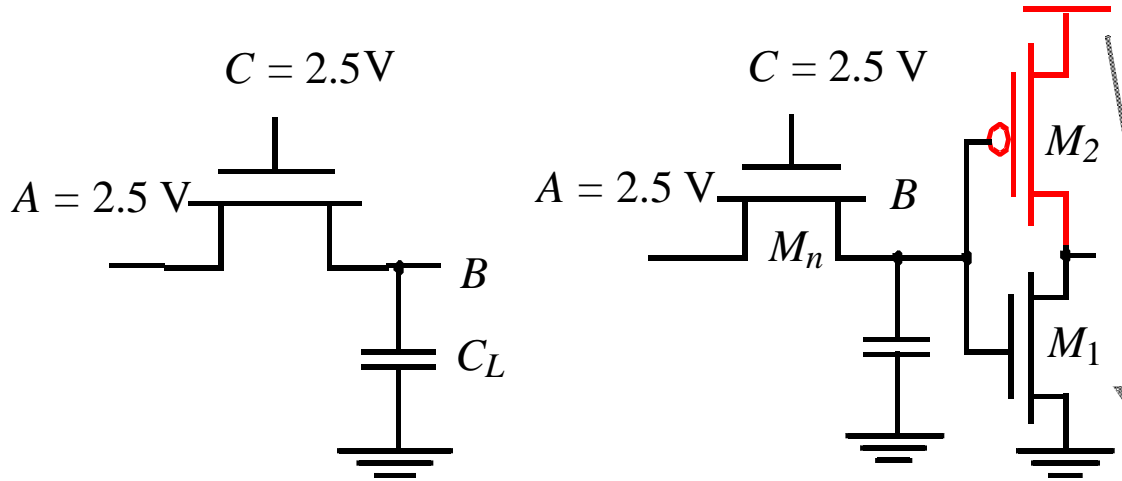 C = 2.5V
A = 2.5 V
B
C_L
C = 2.5 V
A = 2.5 V
B
M_n
M_2
M_1